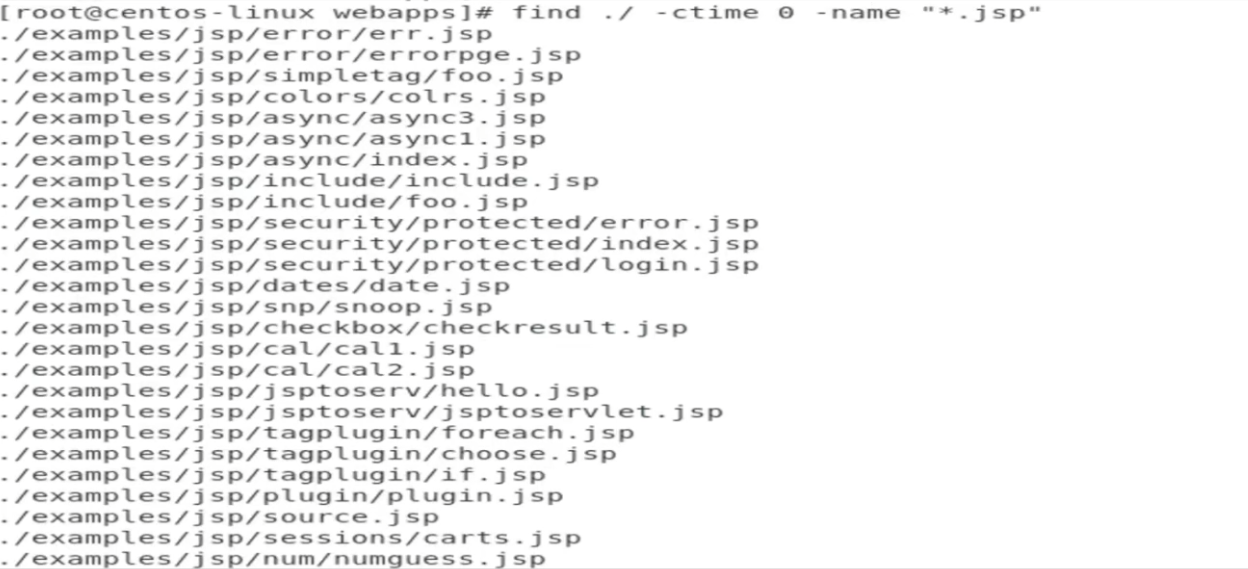 [root@centos-linux webapps]# find ./ -ctime 0 -name "*.jsp"
./examples/jsp/error/err.jsp
./examples/jsp/error/errorpge.jsp
./examples/jsp/simpletag/foo.jsp
./examples/jsp/colors/colrs.jsp
./examples/jsp/async/async3.jsp
./examples/jsp/async/async1.jsp
./examples/jsp/async/index.jsp
./examples/jsp/include/include.jsp
./examples/jsp/include/foo.jsp
./examples/jsp/security/protected/error.jsp
./examples/jsp/security/protected/index.jsp
./examples/jsp/security/protected/login.jsp
./examples/jsp/dates/date.jsp
./examples/jsp/snp/snoop.jsp
./examples/jsp/checkbox/checkresult.jsp
./examples/jsp/cal/cal1.jsp
./examples/jsp/cal/cal2.jsp
./examples/jsp/jsptoserv/hello.jsp
./examples/jsp/jsptoserv/jsptoservlet.jsp
./examples/jsp/tagplugin/foreach.jsp
./examples/jsp/tagplugin/choose.jsp
./examples/jsp/tagplugin/if.jsp
./examples/jsp/plugin/plugin.jsp
./examples/jsp/source.jsp
./examples/jsp/sessions/carts.jsp
./examples/jsp/num/numguess.jsp